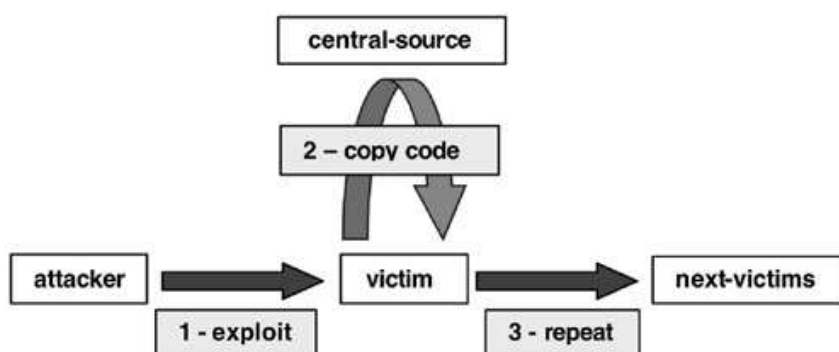 central-source
2 – copy code
attacker
victim
next-victims
1 - exploit
3 - repeat